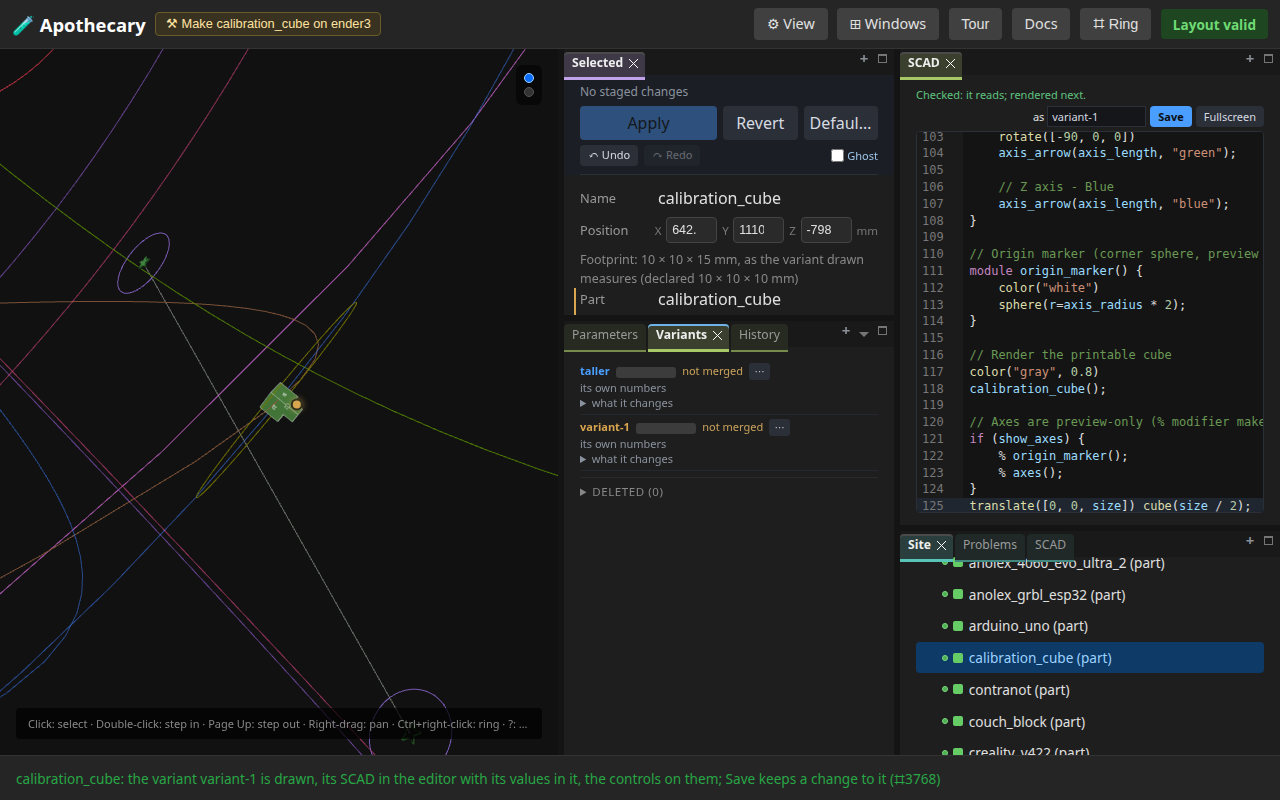 Apothecary
Make calibration_cube on ender3
View
Windows
Tour
Docs
Ring
Layout valid
Selected
No staged changes
Apply
Revert
Defaul...
Undo
Redo
Ghost
Name calibration_cube
Position X 642. Y 1110 Z -798 mm
Footprint: 10 × 10 × 15 mm, as the variant drawn
measures (declared 10 × 10 × 10 mm)
Part calibration_cube
Parameters
Variants
History
taller not merged ...
its own numbers
what it changes
variant-1 not merged ...
its own numbers
what it changes
DELETED (0)
SCAD
Checked: it reads; rendered next.
as variant-1 Save Fullscreen
103 rotate([-90, 0, 0])
104 axis_arrow(axis_length, "green");
105
106 // Z axis - Blue
107 axis_arrow(axis_length, "blue");
108 }
109
110 // Origin marker (corner sphere, preview
111 module origin_marker() {
112 color("white")
113 sphere(r=axis_radius * 2);
114 }
115
116 // Render the printable cube
117 color("gray", 0.8)
118 calibration_cube();
119
120 // Axes are preview-only (% modifier make
121 if (show_axes) {
122 % origin_marker();
123 % axes();
124 }
125 translate([0, 0, size]) cube(size / 2);
Site
Problems
SCAD
anolex_4060_evo_ultra_2 (part)
anolex_grbl_esp32 (part)
arduino_uno (part)
calibration_cube (part)
contranot (part)
couch_block (part)
creality_v422 (part)
Click: select · Double-click: step in · Page Up: step out · Right-drag: pan · Ctrl+right-click: ring · ?: ...
calibration_cube: the variant variant-1 is drawn, its SCAD in the editor with its values in it, the controls on them; Save keeps a change to it (⌗3768)